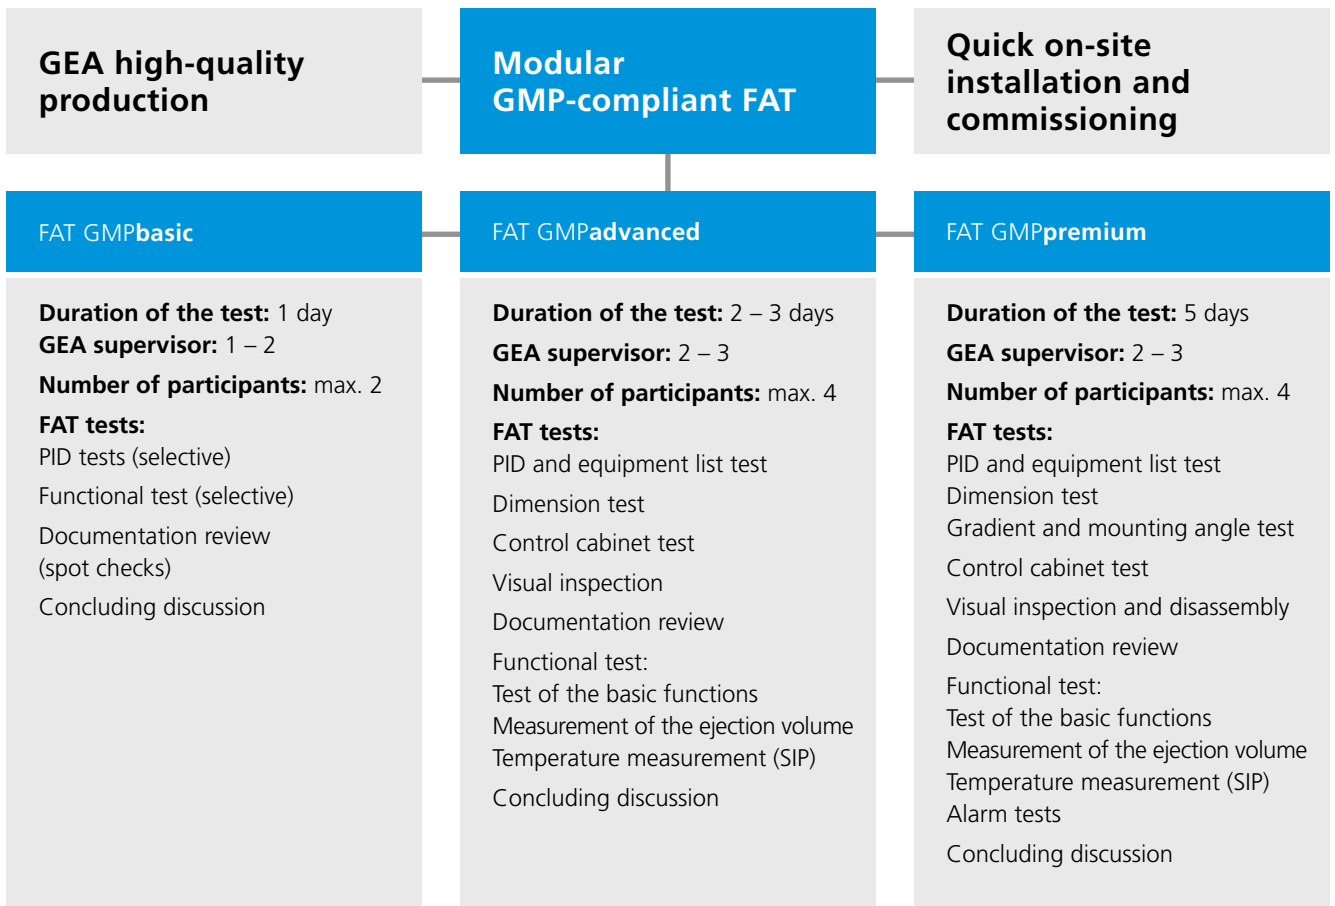 GEA high-quality
production
Modular
GMP-compliant FAT
Quick on-site
installation and
commissioning
FAT GMPbasic
Duration of the test: 1 day
GEA supervisor: 1 – 2
Number of participants: max. 2
FAT tests:
PID tests (selective)
Functional test (selective)
Documentation review
(spot checks)
Concluding discussion
FAT GMPadvanced
Duration of the test: 2 – 3 days
GEA supervisor: 2 – 3
Number of participants: max. 4
FAT tests:
PID and equipment list test
Dimension test
Control cabinet test
Visual inspection
Documentation review
Functional test:
Test of the basic functions
Measurement of the ejection volume
Temperature measurement (SIP)
Concluding discussion
FAT GMPpremium
Duration of the test: 5 days
GEA supervisor: 2 – 3
Number of participants: max. 4
FAT tests:
PID and equipment list test
Dimension test
Gradient and mounting angle test
Control cabinet test
Visual inspection and disassembly
Documentation review
Functional test:
Test of the basic functions
Measurement of the ejection volume
Temperature measurement (SIP)
Alarm tests
Concluding discussion